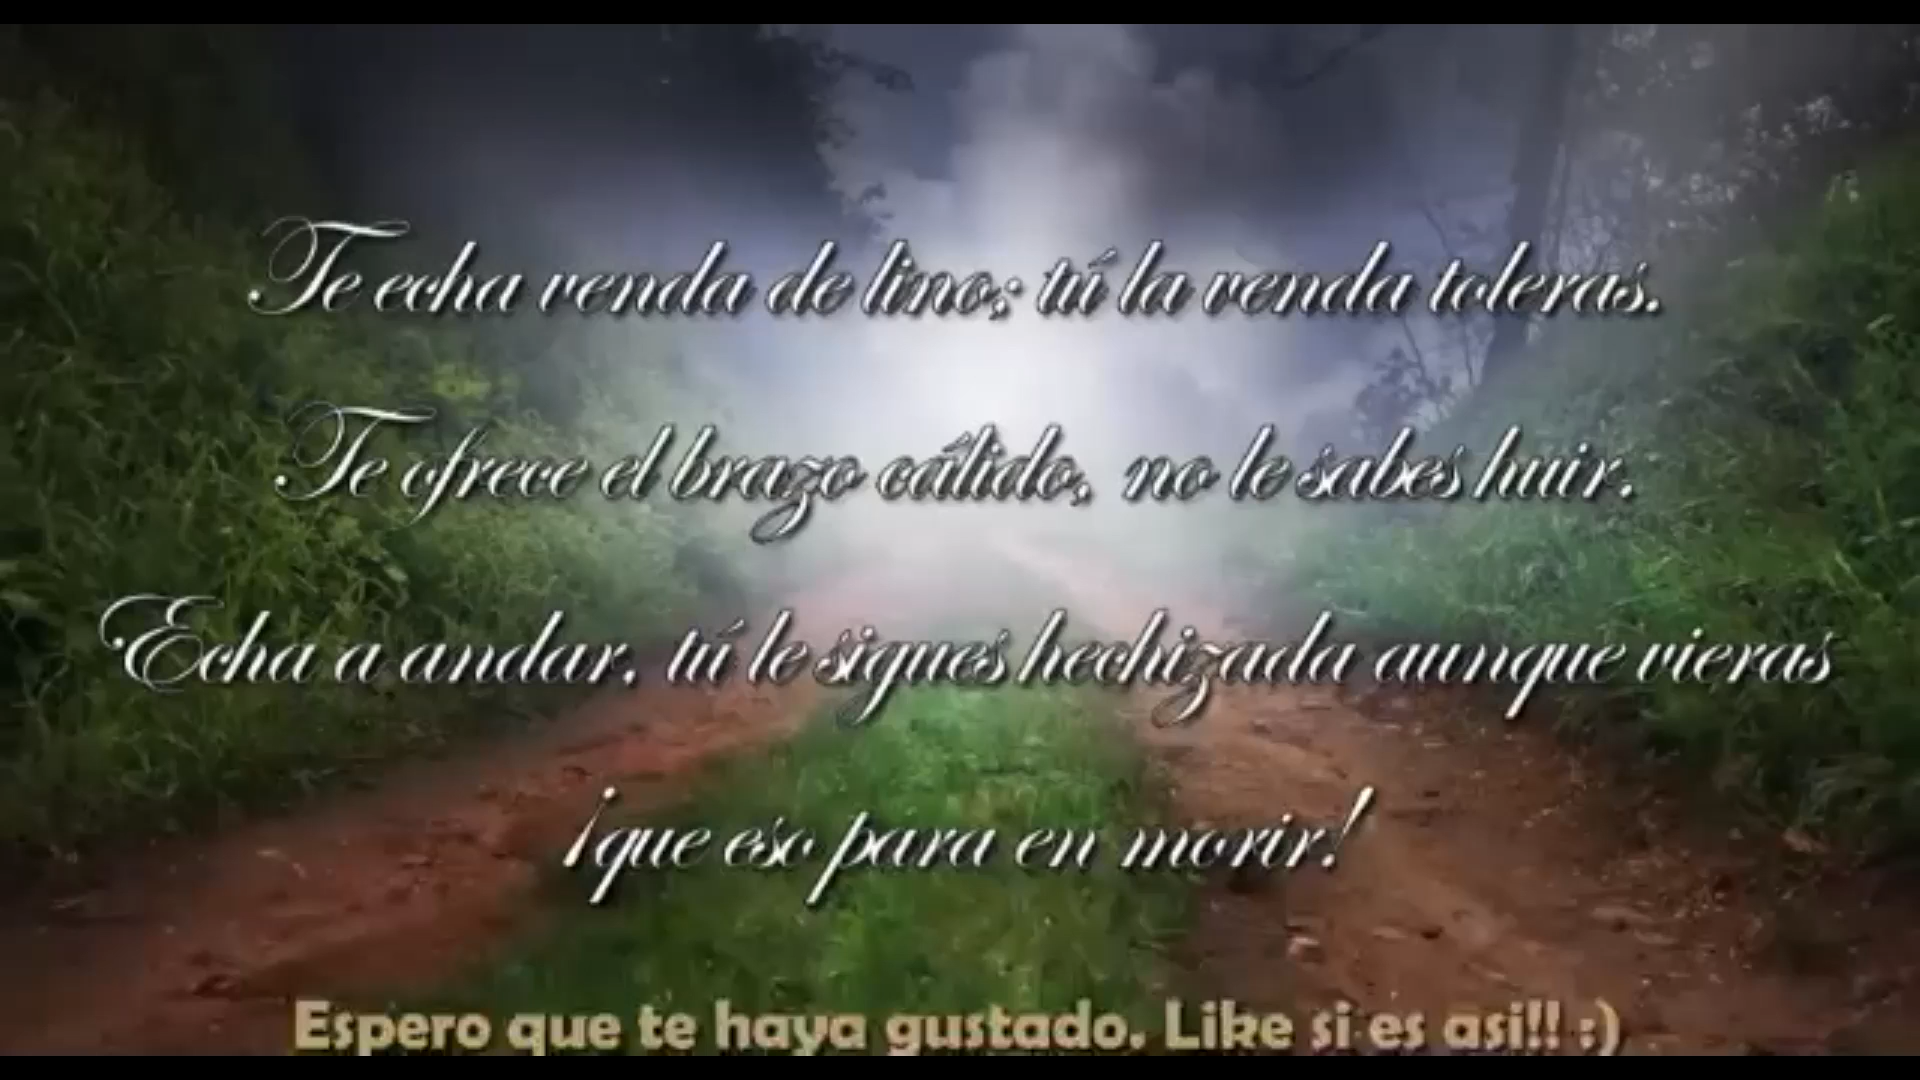 Te echa venda de lino; tú la venda toleras.
Te ofrece el brazo cálido, no le sabes huir.
Echa a andar, tú le sigues hechizada aunque vieras
¡que eso para en morir!
Espero que te haya gustado. Like si es asi!! :)